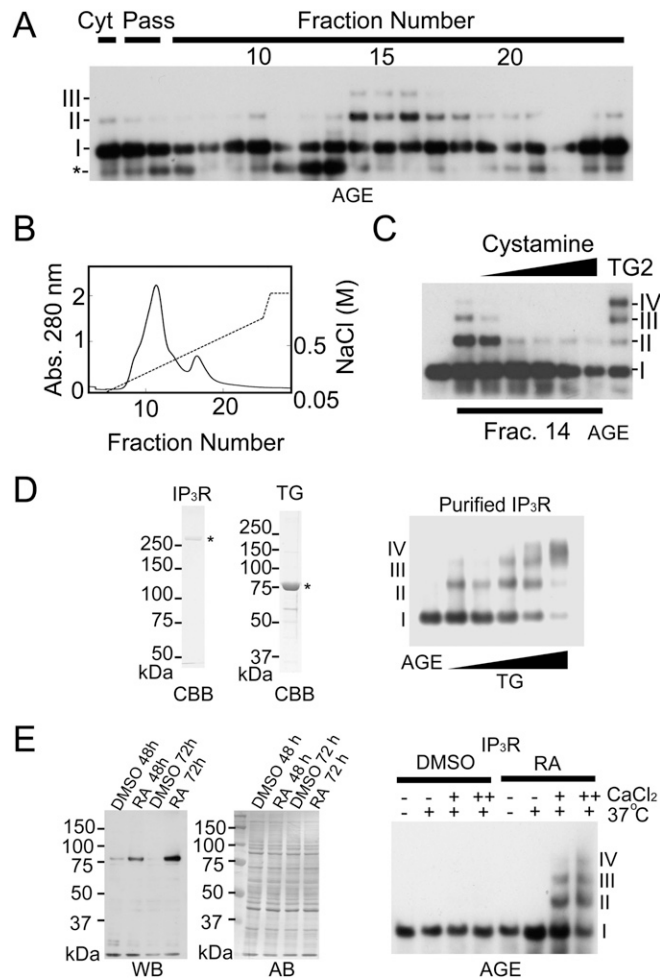 A
Cyt Pass Fraction Number
10 15 20
III
II
I
*
AGE
B
Abs. 280 nm
2
1
0
NaCl (M)
0.5
0.05
10 20
Fraction Number
C
Cystamine TG2
IV
III
II
I
Frac. 14 AGE
D
IP₃R
250
150
100
75
50
kDa
*
CBB
TG
250
150
100
75
50
37
kDa
*
CBB
Purified IP₃R
IV
III
II
I
AGE
TG
E
DMSO 48h
RA 48h
DMSO 72h
RA 72h
150
100
75
50
37
kDa
WB
DMSO 48 h
RA 48 h
DMSO 72 h
RA 72 h
150
100
75
50
37
kDa
AB
IP₃R
DMSO RA
- - + ++ - - + ++ CaCl₂
- + + + - + + + 37°C
IV
III
II
I
AGE